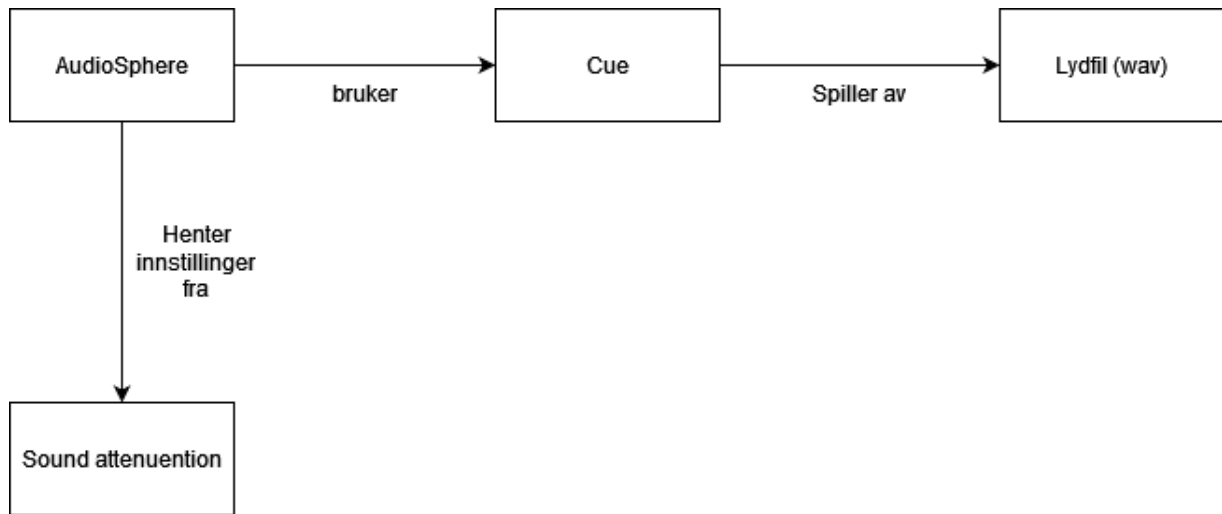 AudioSphere
bruker
Cue
Spiller av
Lydfil (wav)
Henter
innstillinger
fra
Sound attenuention